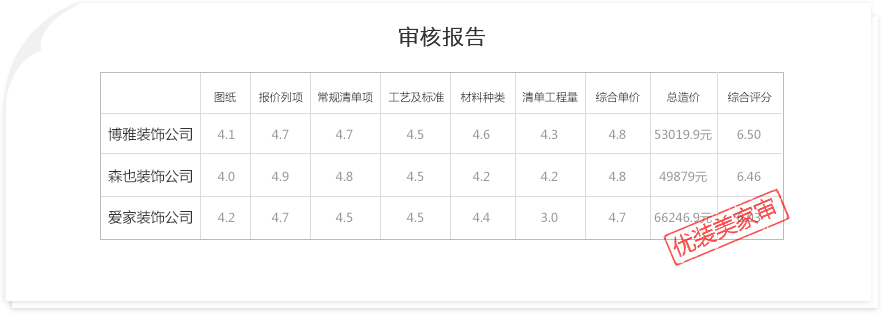 审核报告
图纸 报价列项 常规清单项 工艺及标准 材料种类 清单工程量 综合单价 总造价 综合评分
博雅装饰公司 4.1 4.7 4.7 4.5 4.6 4.3 4.8 53019.9元 6.50
森也装饰公司 4.0 4.9 4.8 4.5 4.2 4.2 4.8 49879元 6.46
爱家装饰公司 4.2 4.7 4.5 4.5 4.4 3.0 4.7 66246.9元
优装美家审